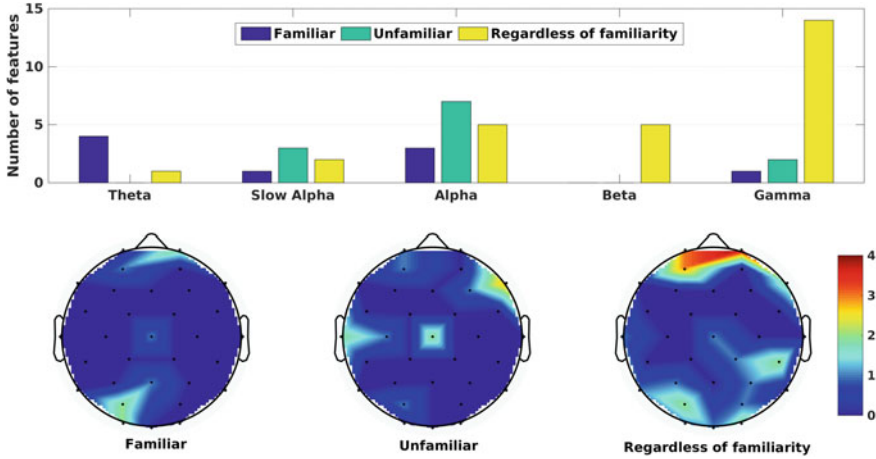 15
10
5
0
Number of features
Familiar Unfamiliar Regardless of familiarity
Theta Slow Alpha Alpha Beta Gamma
4
3
2
1
0
Familiar Unfamiliar Regardless of familiarity